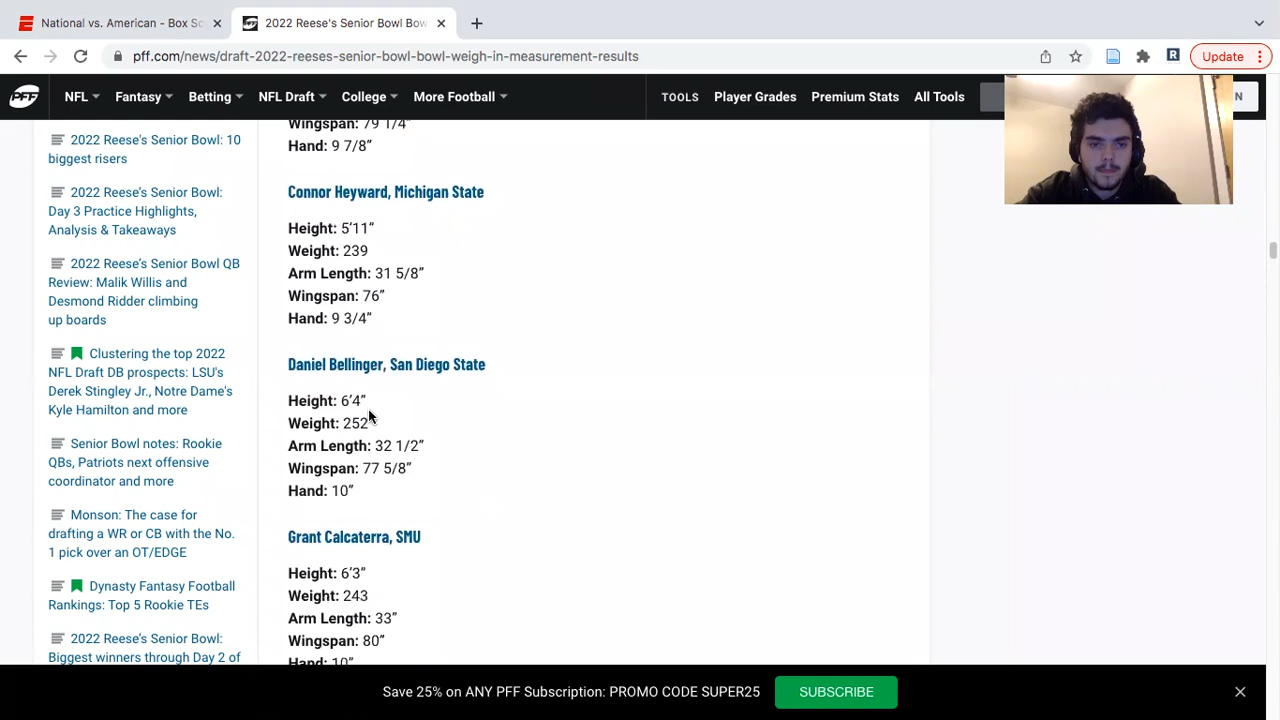 National vs. American - Box Sc
2022 Reese's Senior Bowl Bow
pff.com/news/draft-2022-reeses-senior-bowl-bowl-weigh-in-measurement-results
Update
PFF
NFL
Fantasy
Betting
NFL Draft
College
More Football
TOOLS
Player Grades
Premium Stats
All Tools
N
2022 Reese's Senior Bowl: 10
biggest risers
2022 Reese's Senior Bowl:
Day 3 Practice Highlights,
Analysis & Takeaways
2022 Reese's Senior Bowl QB
Review: Malik Willis and
Desmond Ridder climbing
up boards
Clustering the top 2022
NFL Draft DB prospects: LSU's
Derek Stingley Jr., Notre Dame's
Kyle Hamilton and more
Senior Bowl notes: Rookie
QBs, Patriots next offensive
coordinator and more
Monson: The case for
drafting a WR or CB with the No.
1 pick over an OT/EDGE
Dynasty Fantasy Football
Rankings: Top 5 Rookie TEs
2022 Reese's Senior Bowl:
Biggest winners through Day 2 of
Wingspan: 79 1/4”
Hand: 9 7/8”
Connor Heyward, Michigan State
Height: 5’11”
Weight: 239
Arm Length: 31 5/8”
Wingspan: 76”
Hand: 9 3/4”
Daniel Bellinger, San Diego State
Height: 6’4”
Weight: 252
Arm Length: 32 1/2”
Wingspan: 77 5/8”
Hand: 10”
Grant Calcaterra, SMU
Height: 6’3”
Weight: 243
Arm Length: 33”
Wingspan: 80”
Hand: 10”
Save 25% on ANY PFF Subscription: PROMO CODE SUPER25
SUBSCRIBE